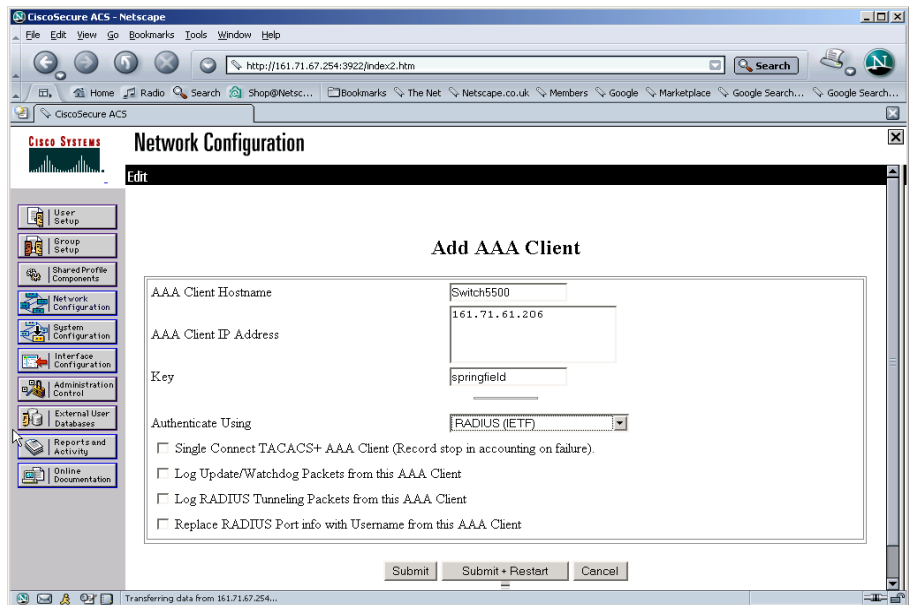 CiscoSecure ACS - Netscape
File Edit View Go Bookmarks Tools Window Help
http://161.71.67.254:3922/index2.htm
Search
N
Home Radio Search Shop@Netsc... Bookmarks The Net Netscape.co.uk Members Google Marketplace Google Search... Google Search...
CiscoSecure ACS
CISCO SYSTEMS
Network Configuration
Edit
User Setup
Group Setup
Shared Profile Components
Network Configuration
System Configuration
Interface Configuration
Administration Control
External User Databases
Reports and Activity
Online Documentation
Add AAA Client
AAA Client Hostname
Switch5500
AAA Client IP Address
161.71.61.206
Key
springfield
Authenticate Using
RADIUS (IETF)
Single Connect TACACS+ AAA Client (Record stop in accounting on failure).
Log Update/Watchdog Packets from this AAA Client
Log RADIUS Tunneling Packets from this AAA Client
Replace RADIUS Port info with Username from this AAA Client
Submit
Submit + Restart
Cancel
Transferring data from 161.71.67.254...